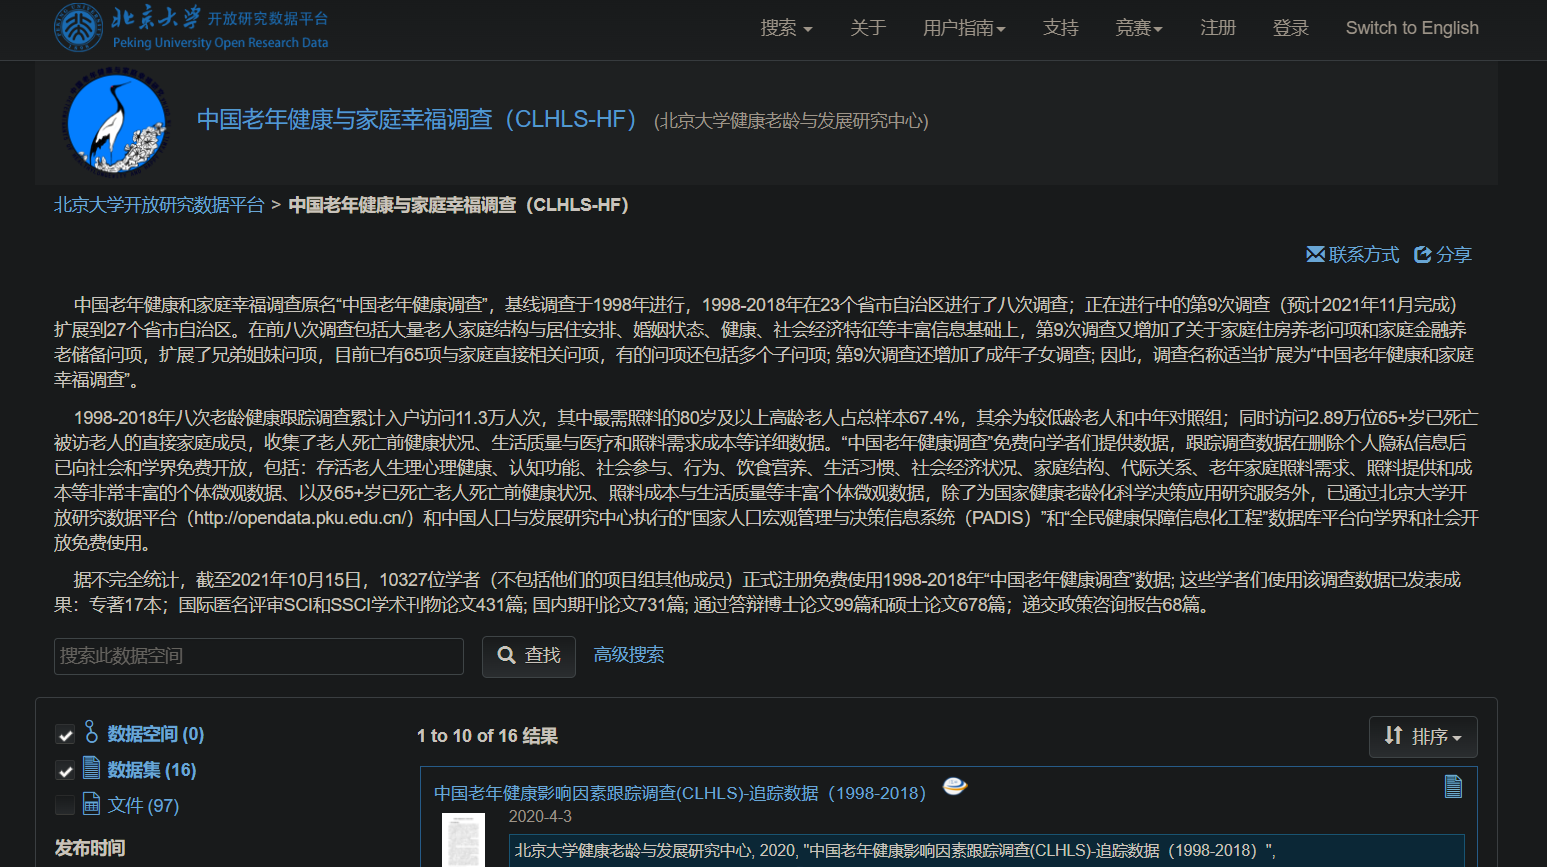 北京大学 开放研究数据平台
Peking University Open Research Data
搜索 关于 用户指南 支持 竞赛 注册 登录 Switch to English
中国老年健康与家庭幸福调查（CLHLS-HF） (北京大学健康老龄与发展研究中心)
北京大学开放研究数据平台 > 中国老年健康与家庭幸福调查（CLHLS-HF）
联系方式 分享
中国老年健康和家庭幸福调查原名“中国老年健康调查”，基线调查于1998年进行，1998-2018年在23个省市自治区进行了八次调查；正在进行中的第9次调查（预计2021年11月完成）
扩展到27个省市自治区。在前八次调查包括大量老人家庭结构与居住安排、婚姻状态、健康、社会经济特征等丰富信息基础上，第9次调查又增加了关于家庭住房养老问项和家庭金融养
老储备问项，扩展了兄弟姐妹问项，目前已有65项与家庭直接相关问项，有的问项还包括多个子问项; 第9次调查还增加了成年子女调查; 因此，调查名称适当扩展为“中国老年健康和家庭
幸福调查”。
1998-2018年八次老龄健康跟踪调查累计入户访问11.3万人次，其中最需照料的80岁及以上高龄老人占总样本67.4%，其余为较低龄老人和中年对照组；同时访问2.89万位65+岁已死亡
被访老人的直接家庭成员，收集了老人死亡前健康状况、生活质量与医疗和照料需求成本等详细数据。“中国老年健康调查”免费向学者们提供数据，跟踪调查数据在删除个人隐私信息后
已向社会和学界免费开放，包括：存活老人生理心理健康、认知功能、社会参与、行为、饮食营养、生活习惯、社会经济状况、家庭结构、代际关系、老年家庭照料需求、照料提供和成
本等非常丰富的个体微观数据、以及65+岁已死亡老人死亡前健康状况、照料成本与生活质量等丰富个体微观数据，除了为国家健康老龄化科学决策应用研究服务外，已通过北京大学开
放研究数据平台（http://opendata.pku.edu.cn/）和中国人口与发展研究中心执行的“国家人口宏观管理与决策信息系统（PADIS）”和“全民健康保障信息化工程”数据库平台向学界和社会开
放免费使用。
据不完全统计，截至2021年10月15日，10327位学者（不包括他们的项目组其他成员）正式注册免费使用1998-2018年“中国老年健康调查”数据; 这些学者们使用该调查数据已发表成
果：专著17本；国际匿名评审SCI和SSCI学术刊物论文431篇; 国内期刊论文731篇; 通过答辩博士论文99篇和硕士论文678篇；递交政策咨询报告68篇。
搜索此数据空间 查找 高级搜索
数据空间 (0)
数据集 (16)
文件 (97)
发布时间
1 to 10 of 16 结果
排序
中国老年健康影响因素跟踪调查(CLHLS)-追踪数据（1998-2018）
2020-4-3
北京大学健康老龄与发展研究中心, 2020, "中国老年健康影响因素跟踪调查(CLHLS)-追踪数据（1998-2018）",